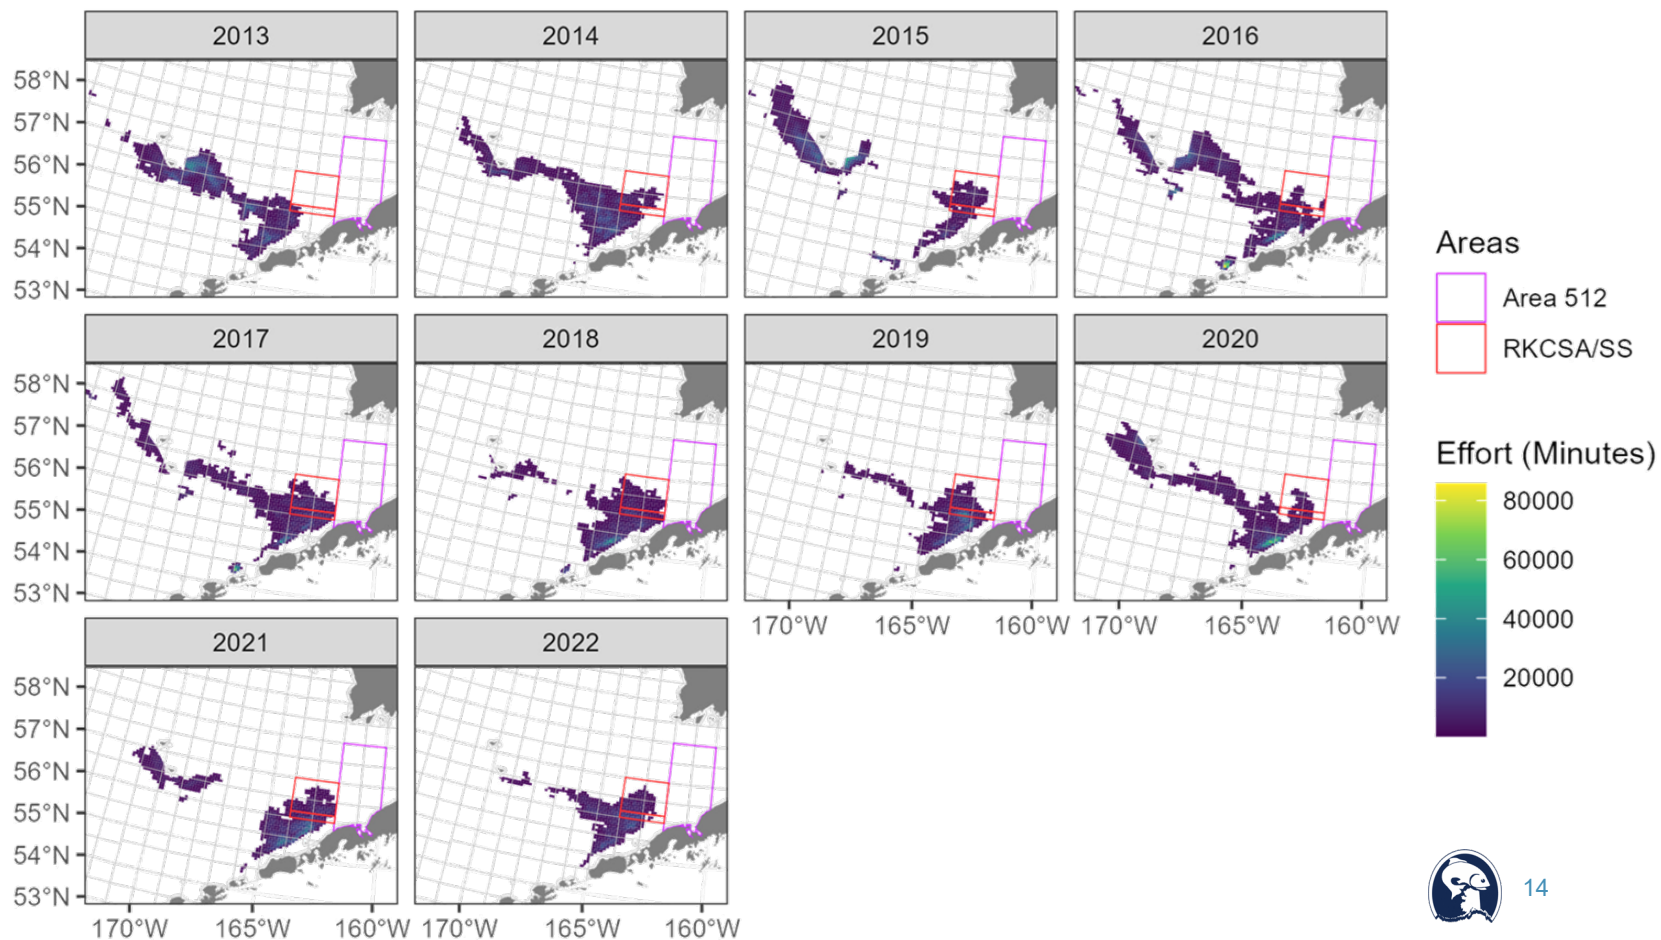 2013 2014 2015 2016
58°N
57°N
56°N
55°N
54°N
53°N
2017 2018 2019 2020
58°N
57°N
56°N
55°N
54°N
53°N
170°W 165°W 160°W 170°W 165°W 160°W
2021 2022
58°N
57°N
56°N
55°N
54°N
53°N
170°W 165°W 160°W 170°W 165°W 160°W
Areas
Area 512
RKCSA/SS
Effort (Minutes)
80000
60000
40000
20000
14